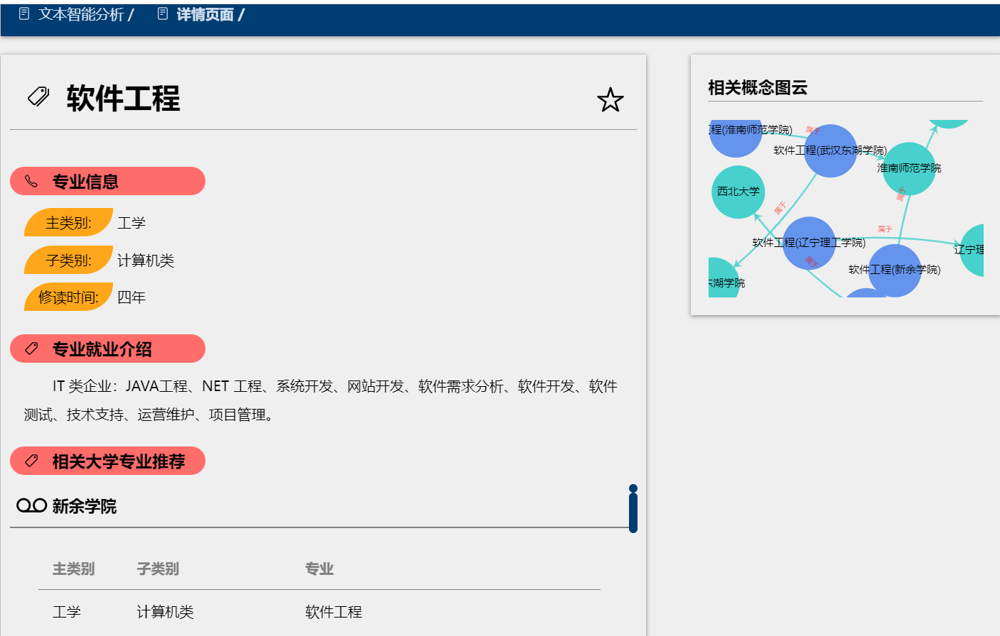 文本智能分析 / 详情页面 /
软件工程
专业信息
主类别: 工学
子类别: 计算机类
修读时间: 四年
专业就业介绍
IT 类企业：JAVA工程、NET 工程、系统开发、网站开发、软件需求分析、软件开发、软件
测试、技术支持、运营维护、项目管理。
相关大学专业推荐
新余学院
主类别 子类别 专业
工学 计算机类 软件工程
相关概念图云
程(淮南师范学院)
属于
软件工程(武汉东湖学院)
淮南师范学院
西北大学
属于
属于
属于
软件工程(辽宁理工学院)
辽宁理
属于
软件工程(新余学院)
湖学院